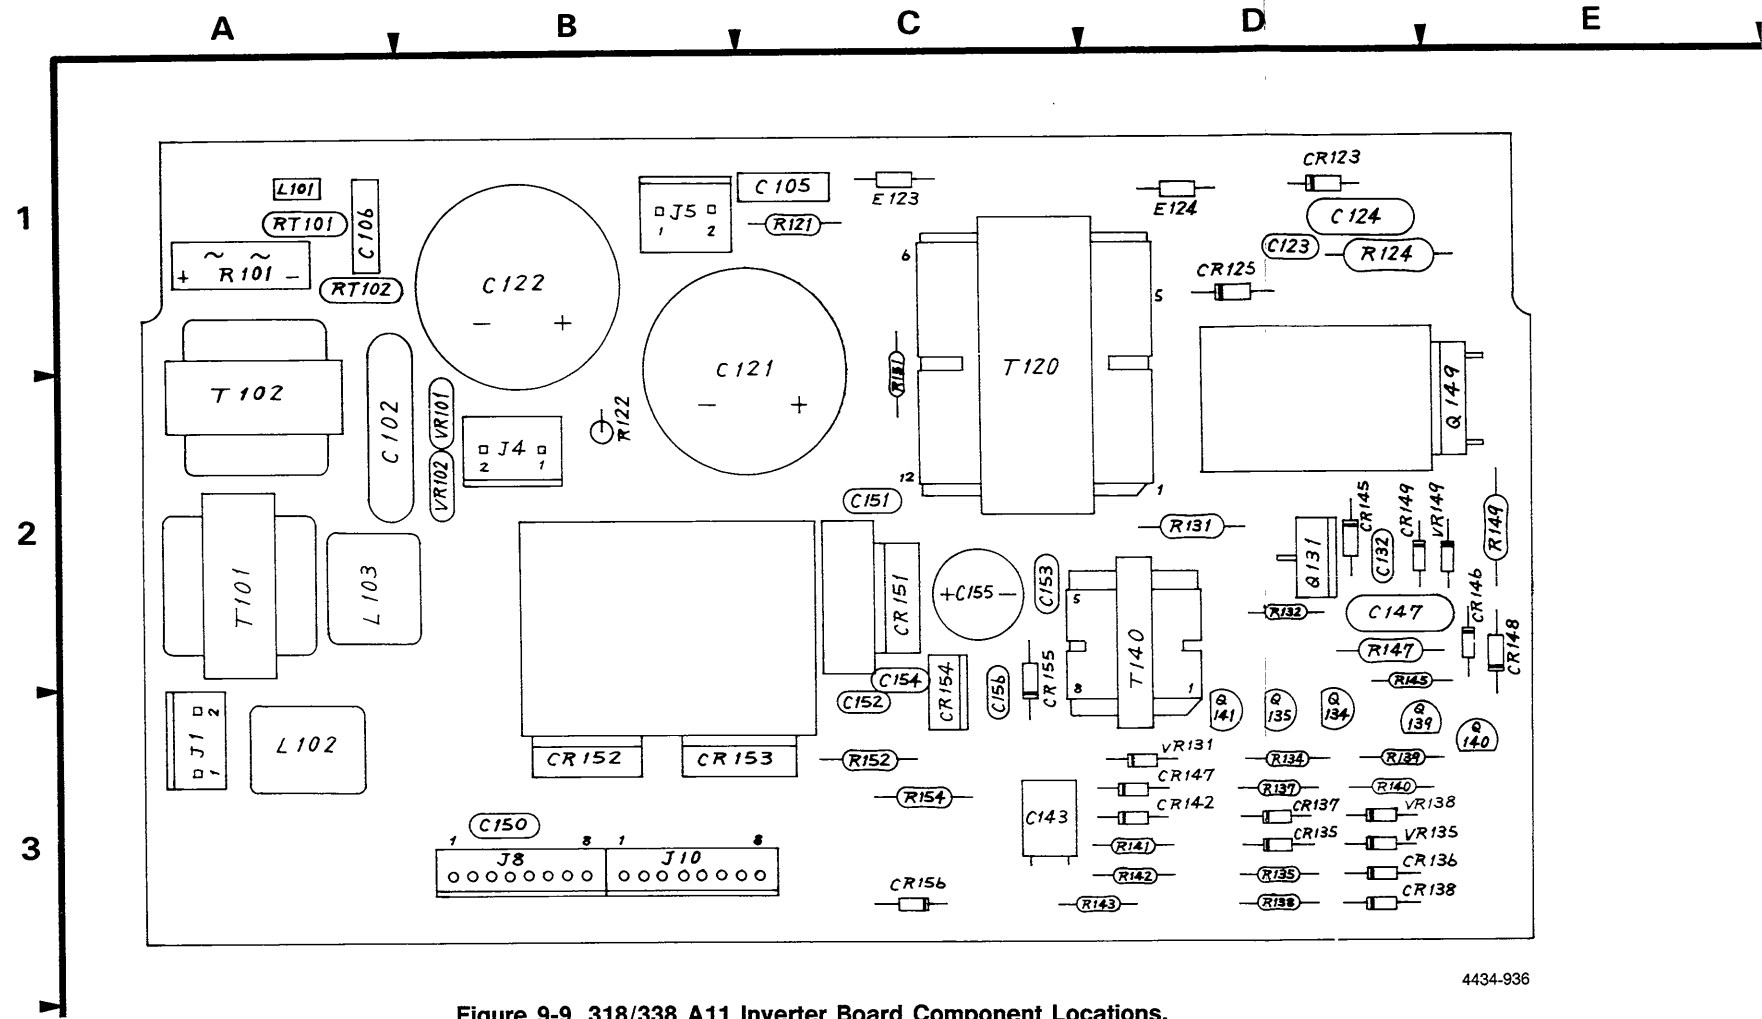 A B C D E
CR123
1
L101
C106
RT101
J5
1 2
C105
R121
E123
E124
C124
C123
R124
+ ~ R101 ~ -
RT102
C122
- +
6
CR125
5
T102
C102
VR101
VR102
J4
2 1
R122
C121
- +
T120
12
1
Q149
2
C151
R131
CR145
CR149
VR149
R149
Q131
C132
T101
L103
CR151
+C155-
C153
5
T140
8
1
R132
C147
CR146
R147
CR148
R145
C154
C152
CR154
C156
CR155
Q
141
Q
135
Q
134
Q
139
Q
140
J1
2
1
L102
CR152
CR153
R152
R154
VR131
CR147
CR142
R141
R142
R143
C143
R134
R137
CR137
CR135
R135
R138
R139
R140
VR138
VR135
CR136
CR138
3
C150
1 8 1 8
J8 J10
CR156
4434-936
Figure 9-9. 318/338 A11 Inverter Board Component Locations.